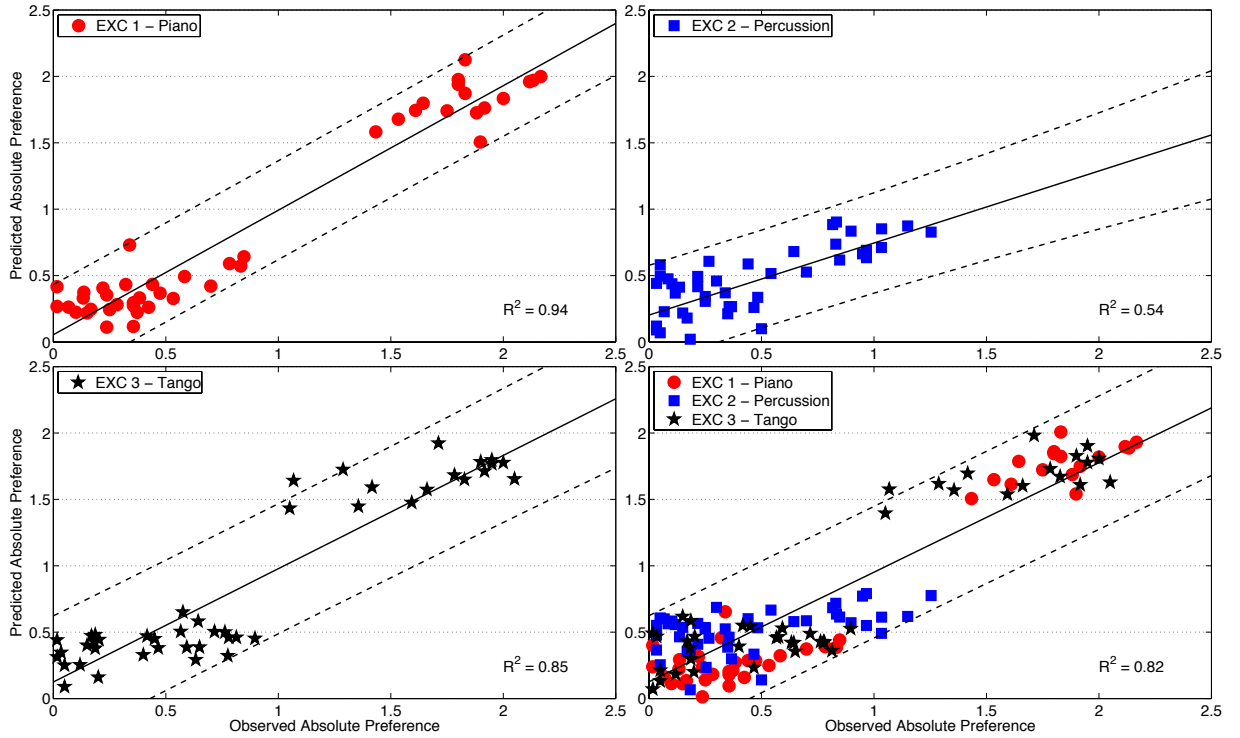 EXC 1 − Piano
Predicted Absolute Preference
2.5
2
1.5
1
0.5
0
R² = 0.94
0 0.5 1 1.5 2 2.5
EXC 2 − Percussion
2.5
2
1.5
1
0.5
0
R² = 0.54
0 0.5 1 1.5 2 2.5
EXC 3 − Tango
Predicted Absolute Preference
2.5
2
1.5
1
0.5
0
R² = 0.85
0 0.5 1 1.5 2 2.5
Observed Absolute Preference
EXC 1 − Piano
EXC 2 − Percussion
EXC 3 − Tango
2.5
2
1.5
1
0.5
0
R² = 0.82
0 0.5 1 1.5 2 2.5
Observed Absolute Preference